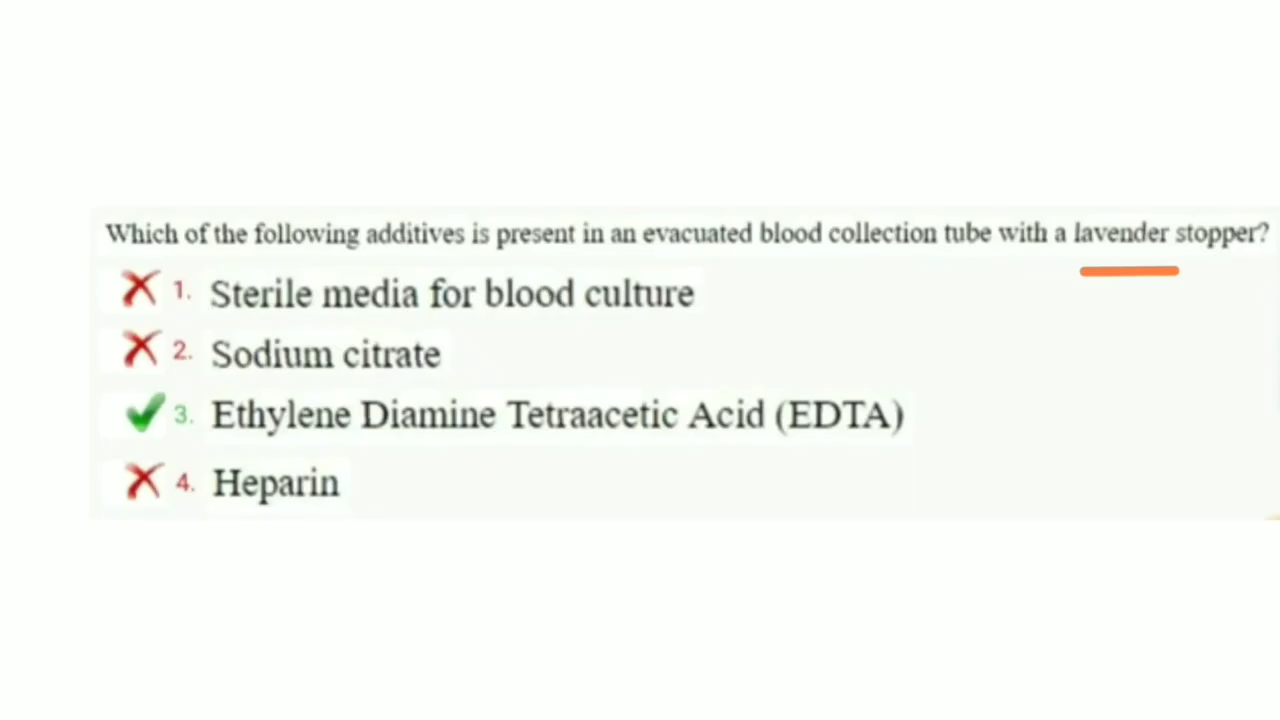 Which of the following additives is present in an evacuated blood collection tube with a lavender stopper?
1. Sterile media for blood culture
2. Sodium citrate
3. Ethylene Diamine Tetraacetic Acid (EDTA)
4. Heparin